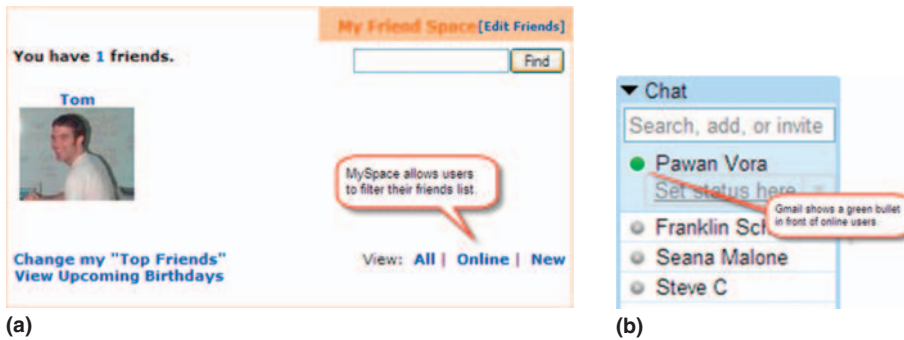 My Friend Space[Edit Friends]
You have 1 friends.
Find
Tom
MySpace allows users
to filter their friends list
Change my "Top Friends"
View: All | Online | New
View Upcoming Birthdays
(a)
Chat
Search, add, or invite
Pawan Vora
Set status here
Gmail shows a green bullet
in front of online users
Franklin Sch
Seana Malone
Steve C
(b)